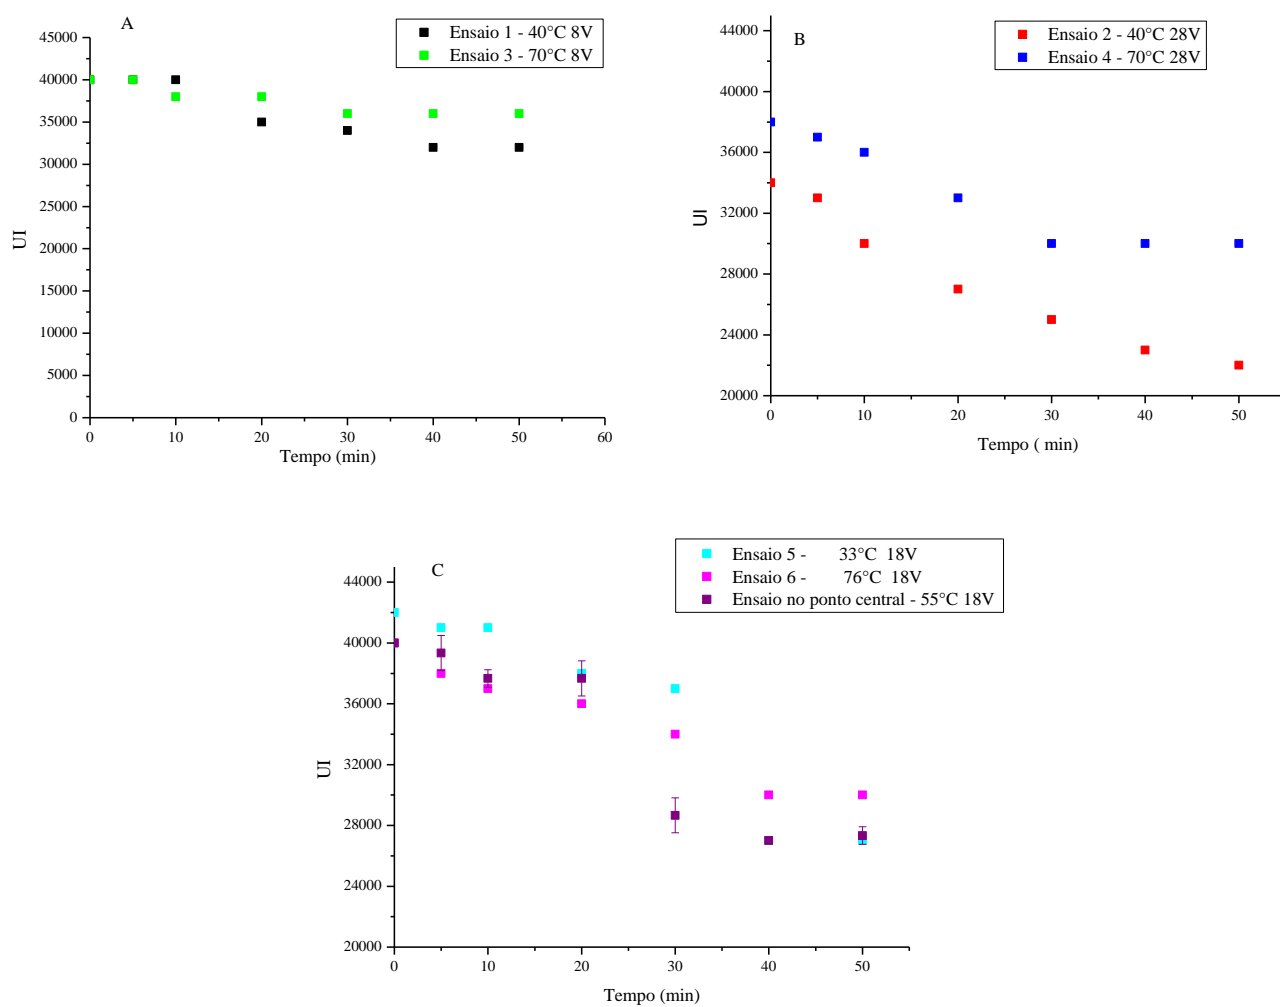 A
Ensaio 1 - 40°C 8V
Ensaio 3 - 70°C 8V
45000
40000
35000
30000
25000
20000
15000
10000
5000
0
UI
0 10 20 30 40 50 60
Tempo (min)
B
Ensaio 2 - 40°C 28V
Ensaio 4 - 70°C 28V
44000
40000
36000
32000
28000
24000
20000
UI
0 10 20 30 40 50
Tempo ( min)
C
Ensaio 5 - 33°C 18V
Ensaio 6 - 76°C 18V
Ensaio no ponto central - 55°C 18V
44000
40000
36000
32000
28000
24000
20000
UI
0 10 20 30 40 50
Tempo (min)